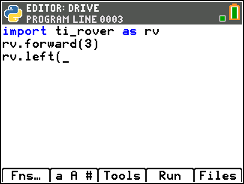 EDITOR: DRIVE
PROGRAM LINE 0003
import ti_rover as rv
rv.forward(3)
rv.left(_
Fns… a A # Tools Run Files